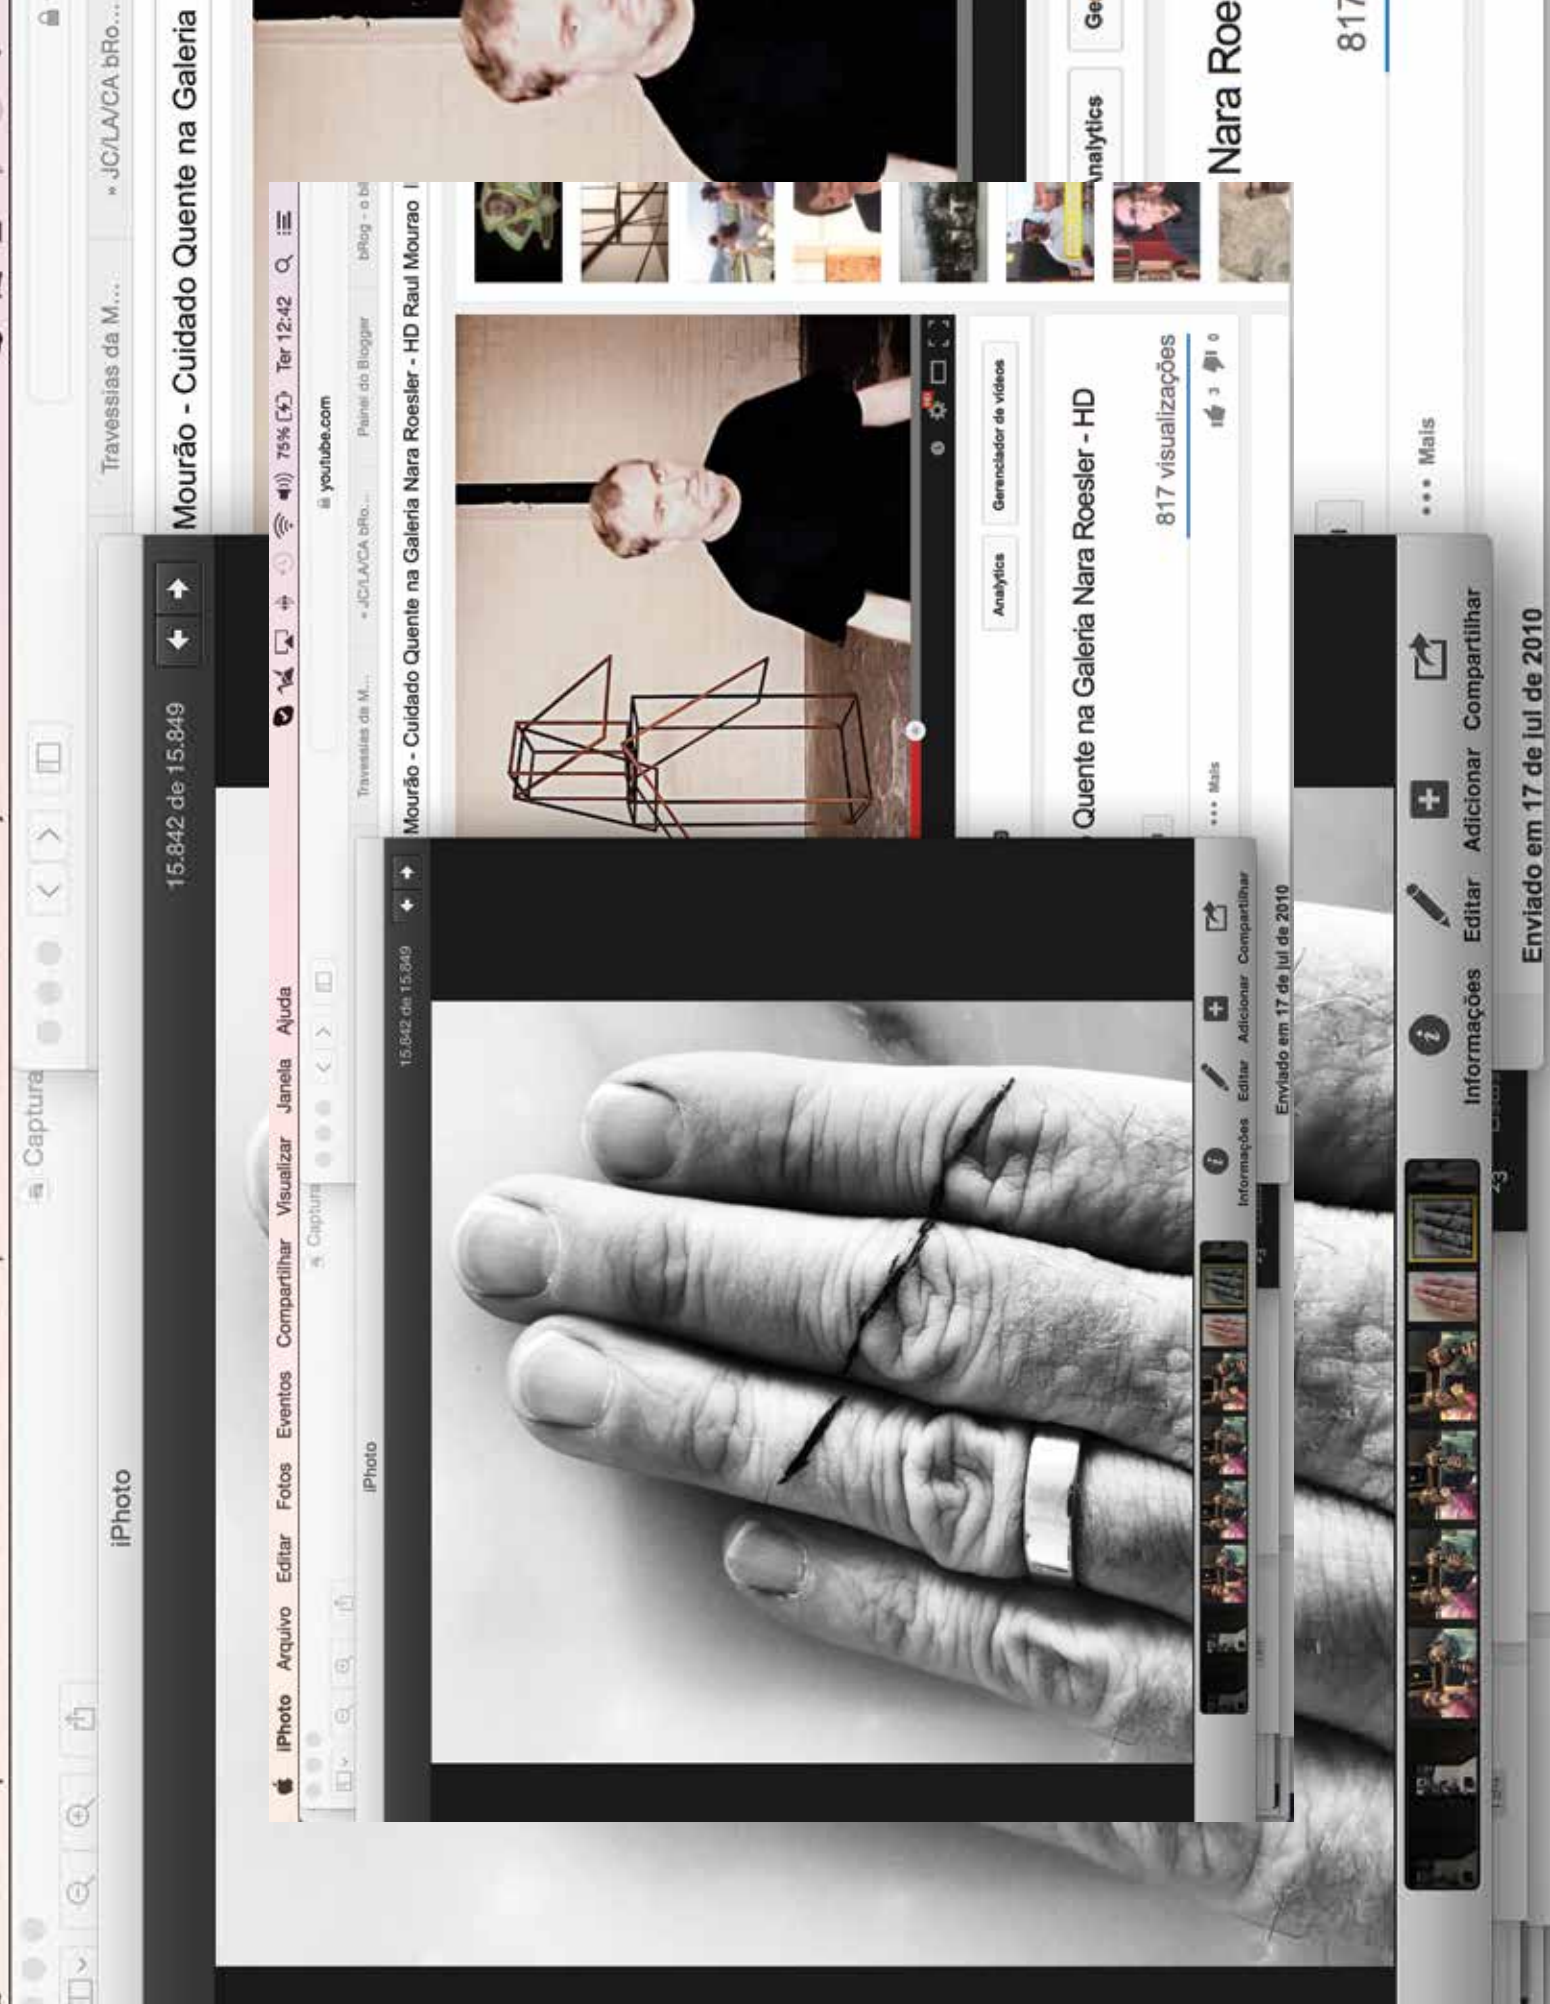 » JC/LA/CA bRo...
Travessias da M...
Mourão - Cuidado Quente na Galeria
Captura
iPhoto
15.842 de 15.849
Analytics
Nara Roe
817
••• Mais
Informações Editar Adicionar Compartilhar
Enviado em 17 de jul de 2010
iPhoto Arquivo Editar Fotos Eventos Compartilhar Visualizar Janela Ajuda
75% Ter 12:42
youtube.com
Travessias da M... » JC/LA/CA bRo... Painel do Blogger bRog - o bl
Captura
Mourão - Cuidado Quente na Galeria Nara Roesler - HD Raul Mourao
iPhoto
15.842 de 15.849
Analytics Gerenciador de vídeos
Quente na Galeria Nara Roesler - HD
817 visualizações
••• Mais 3 0
Informações Editar Adicionar Compartilhar
Enviado em 17 de jul de 2010